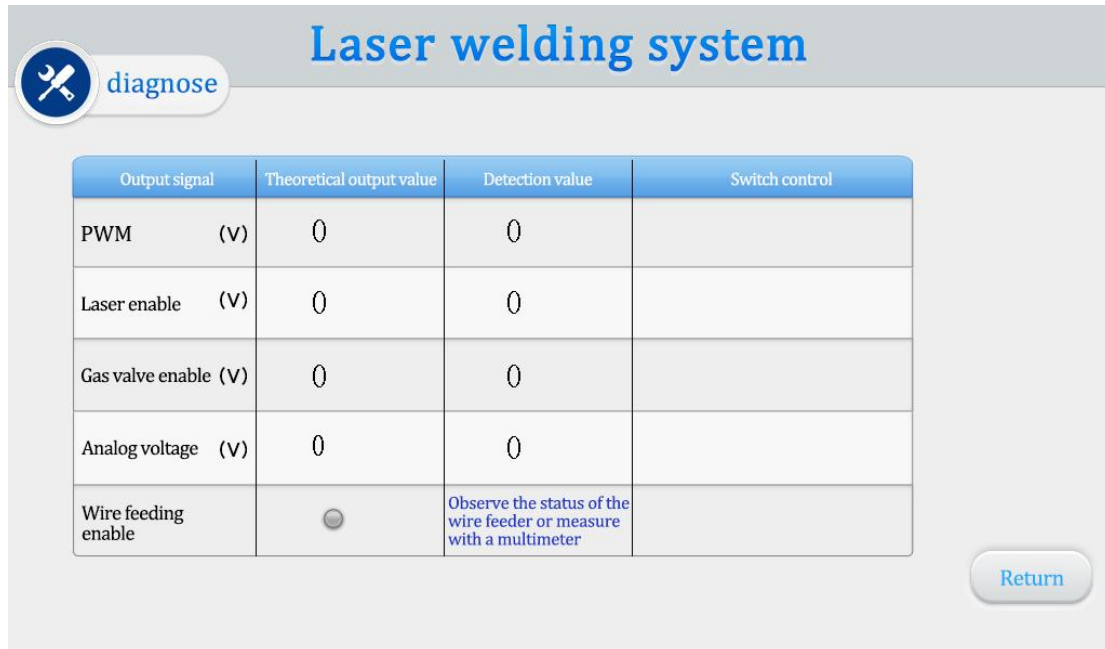 Laser welding system
diagnose
Output signal Theoretical output value Detection value Switch control
PWM (V) 0 0
Laser enable (V) 0 0
Gas valve enable (V) 0 0
Analog voltage (V) 0 0
Wire feeding
enable
Observe the status of the
wire feeder or measure
with a multimeter
Return